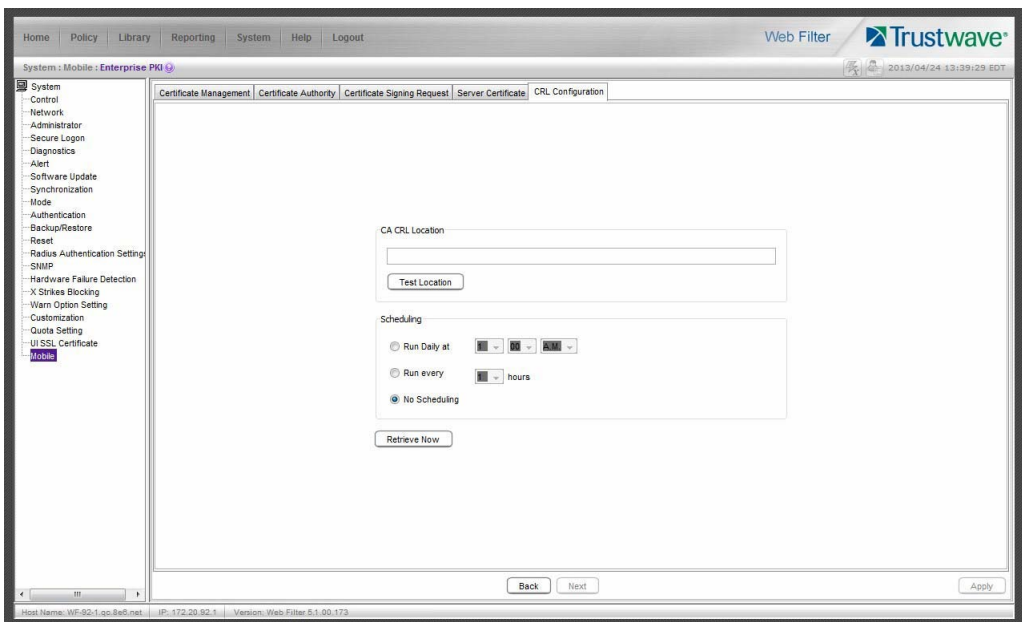 Home Policy Library Reporting System Help Logout
Web Filter
Trustwave®
System : Mobile : Enterprise PKI
2013/04/24 13:39:29 EDT
System
Control
Network
Administrator
Secure Logon
Diagnostics
Alert
Software Update
Synchronization
Mode
Authentication
Backup/Restore
Reset
Radius Authentication Settings
SNMP
Hardware Failure Detection
X Strikes Blocking
Warn Option Setting
Customization
Quota Setting
UI SSL Certificate
Mobile
Certificate Management Certificate Authority Certificate Signing Request Server Certificate CRL Configuration
CA CRL Location
Test Location
Scheduling
Run Daily at 1 00 A.M.
Run every 1 hours
No Scheduling
Retrieve Now
Back Next Apply
Host Name: WF-92-1.qc.8e6.net IP: 172.20.92.1 Version: Web Filter 5.1.00.173